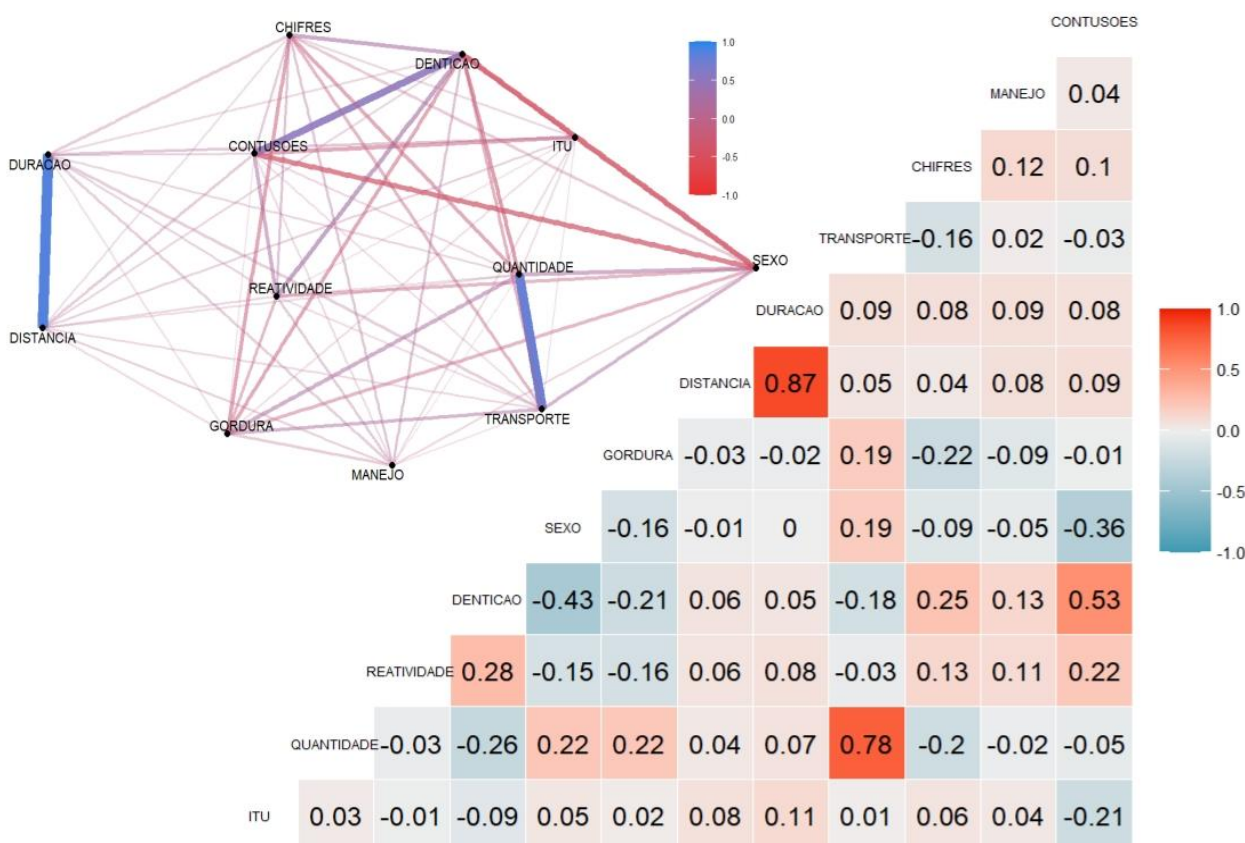 CONTUSOES
CHIFRES
DENTICAO
1.0
0.5
0.0
-0.5
-1.0
CONTUSOES
ITU
DURACAO
SEXO
QUANTIDADE
REATIVIDADE
DISTANCIA
GORDURA
TRANSPORTE
MANEJO
MANEJO 0.04
CHIFRES 0.12 0.1
TRANSPORTE -0.16 0.02 -0.03
DURACAO 0.09 0.08 0.09 0.08
DISTANCIA 0.87 0.05 0.04 0.08 0.09
GORDURA -0.03 -0.02 0.19 -0.22 -0.09 -0.01
SEXO -0.16 -0.01 0 0.19 -0.09 -0.05 -0.36
DENTICAO -0.43 -0.21 0.06 0.05 -0.18 0.25 0.13 0.53
REATIVIDADE 0.28 -0.15 -0.16 0.06 0.08 -0.03 0.13 0.11 0.22
QUANTIDADE -0.03 -0.26 0.22 0.22 0.04 0.07 0.78 -0.2 -0.02 -0.05
ITU 0.03 -0.01 -0.09 0.05 0.02 0.08 0.11 0.01 0.06 0.04 -0.21
1.0
0.5
0.0
-0.5
-1.0